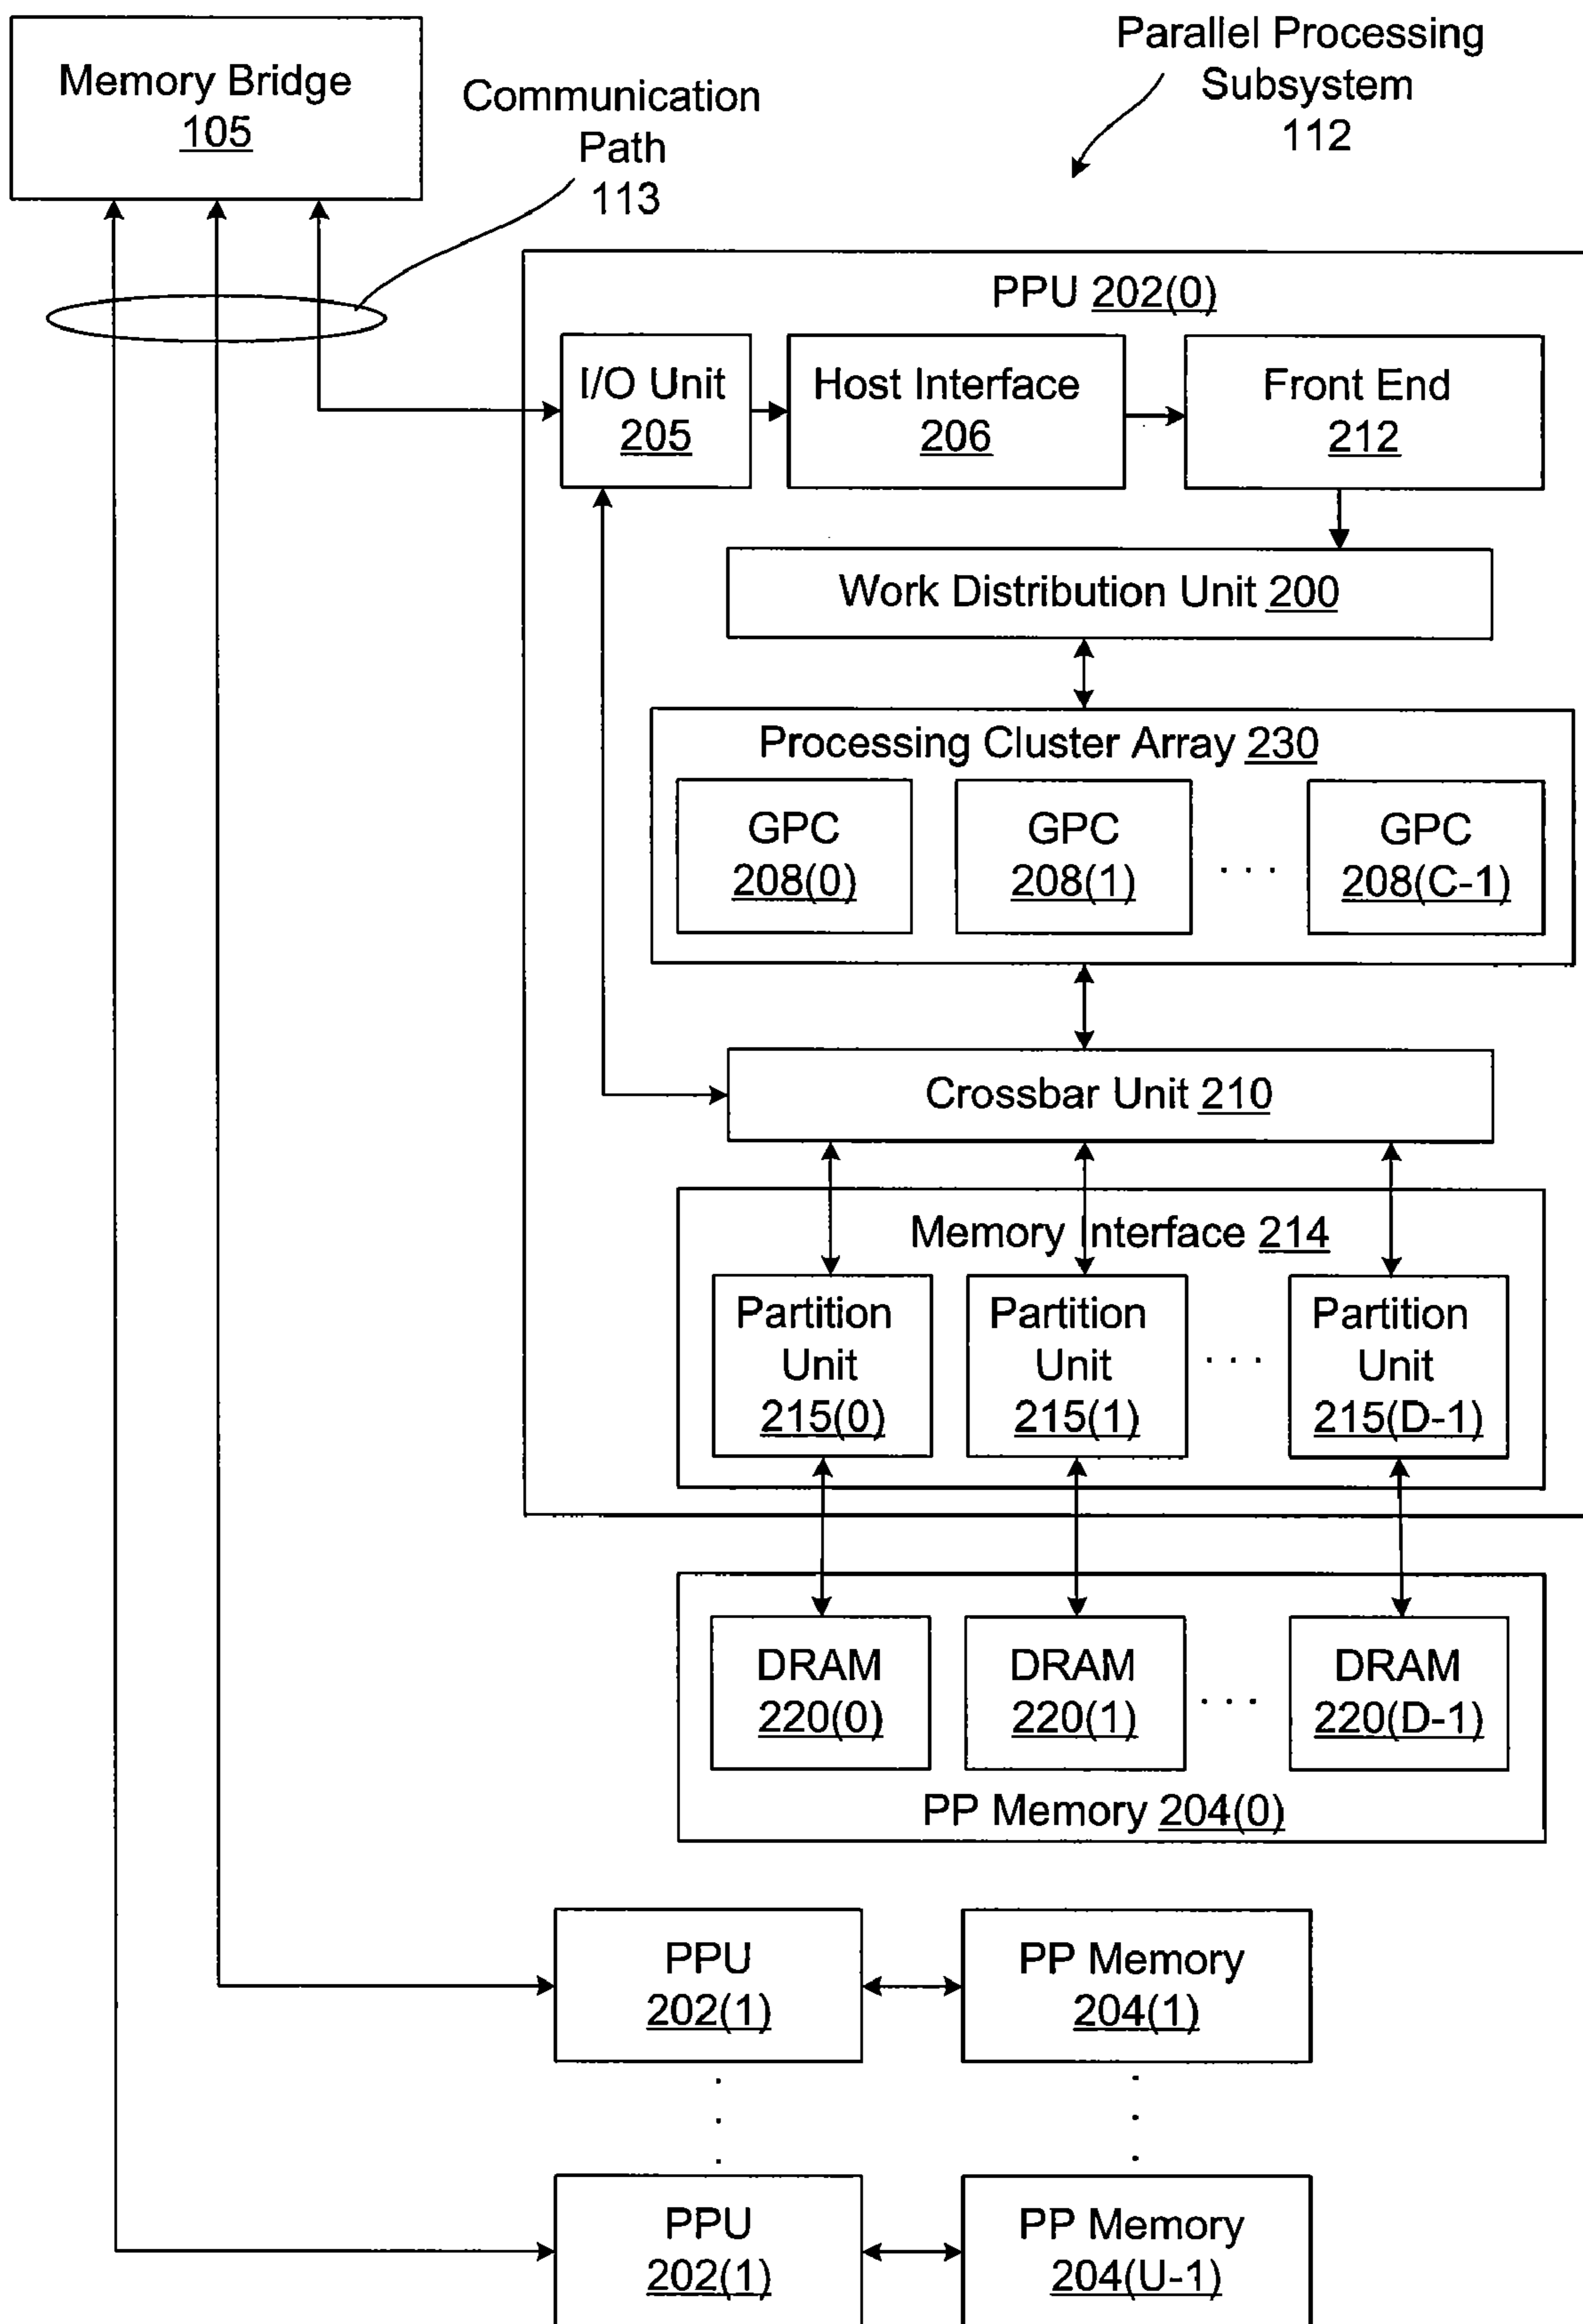 Memory Bridge
105
Communication
Path
113
Parallel Processing
Subsystem
112
PPU 202(0)
I/O Unit
205
Host Interface
206
Front End
212
Work Distribution Unit 200
Processing Cluster Array 230
GPC
208(0)
GPC
208(1)
. . .
GPC
208(C-1)
Crossbar Unit 210
Memory Interface 214
Partition
Unit
215(0)
Partition
Unit
215(1)
. . .
Partition
Unit
215(D-1)
DRAM
220(0)
DRAM
220(1)
. . .
DRAM
220(D-1)
PP Memory 204(0)
PPU
202(1)
PP Memory
204(1)
PPU
202(1)
PP Memory
204(U-1)